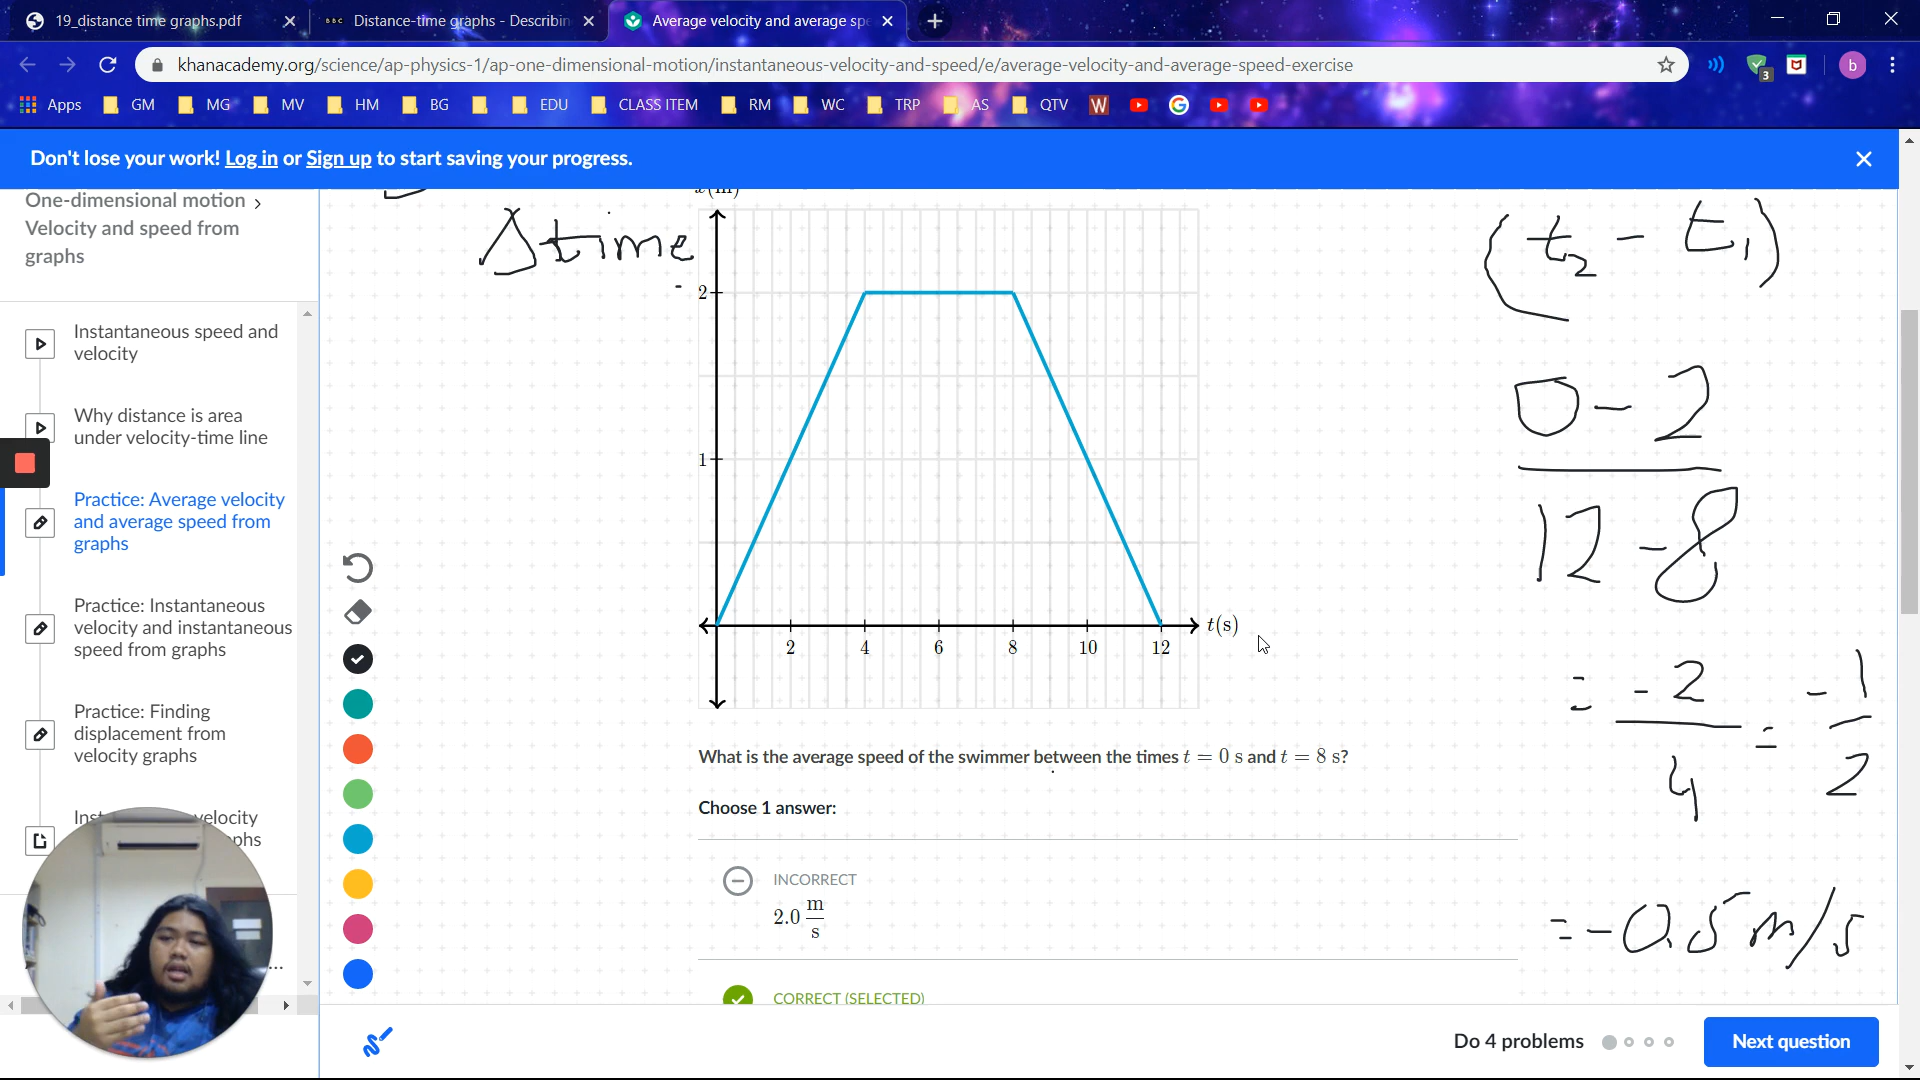 19_distance time graphs.pdf
BBC Distance-time graphs - Describin
Average velocity and average spe
khanacademy.org/science/ap-physics-1/ap-one-dimensional-motion/instantaneous-velocity-and-speed/e/average-velocity-and-average-speed-exercise
3
b
Apps GM MG MV HM BG EDU CLASS ITEM RM WC TRP AS QTV W G
Don't lose your work! Log in or Sign up to start saving your progress.
One-dimensional motion >
Velocity and speed from
graphs
Instantaneous speed and
velocity
Why distance is area
under velocity-time line
Practice: Average velocity
and average speed from
graphs
Practice: Instantaneous
velocity and instantaneous
speed from graphs
Practice: Finding
displacement from
velocity graphs
velocity
Δtime
x(m)
2
1
2 4 6 8 10 12
t(s)
(t₂ - t₁)
0 - 2
12 - 8
= -2/4 = -1/2
= -0.5 m/s
What is the average speed of the swimmer between the times t = 0 s and t = 8 s?
Choose 1 answer:
INCORRECT
2.0 m/s
CORRECT (SELECTED)
Do 4 problems
Next question